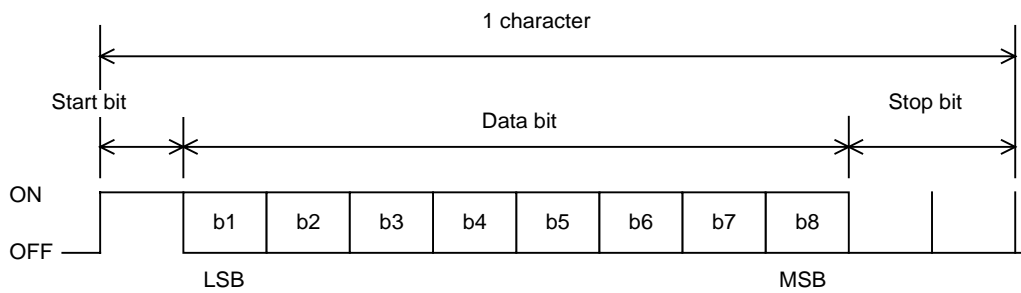 1 character
Start bit
Data bit
Stop bit
ON
b1 b2 b3 b4 b5 b6 b7 b8
OFF
LSB MSB